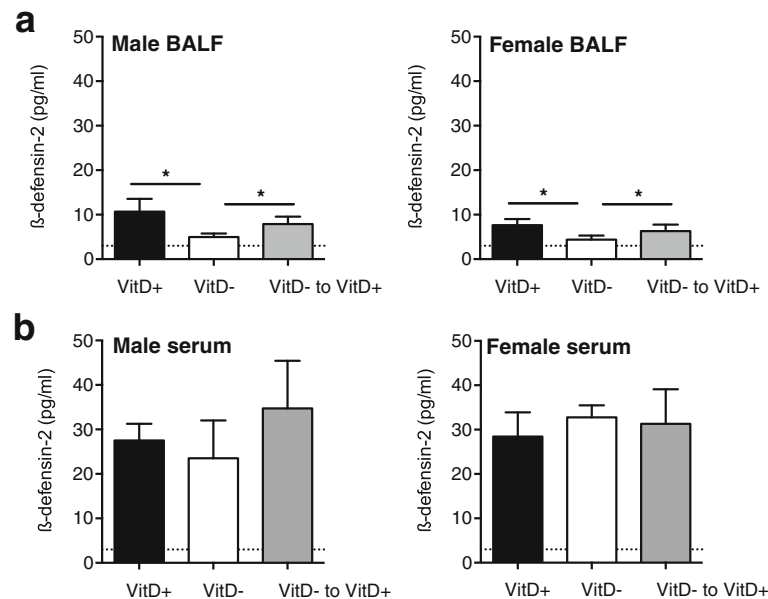 a
Male BALF
Female BALF
ß-defensin-2 (pg/ml)
50
40
30
20
10
0
*
*
VitD+
VitD-
VitD- to VitD+
ß-defensin-2 (pg/ml)
50
40
30
20
10
0
*
*
VitD+
VitD-
VitD- to VitD+
b
Male serum
Female serum
ß-defensin-2 (pg/ml)
50
40
30
20
10
0
VitD+
VitD-
VitD- to VitD+
ß-defensin-2 (pg/ml)
50
40
30
20
10
0
VitD+
VitD-
VitD- to VitD+